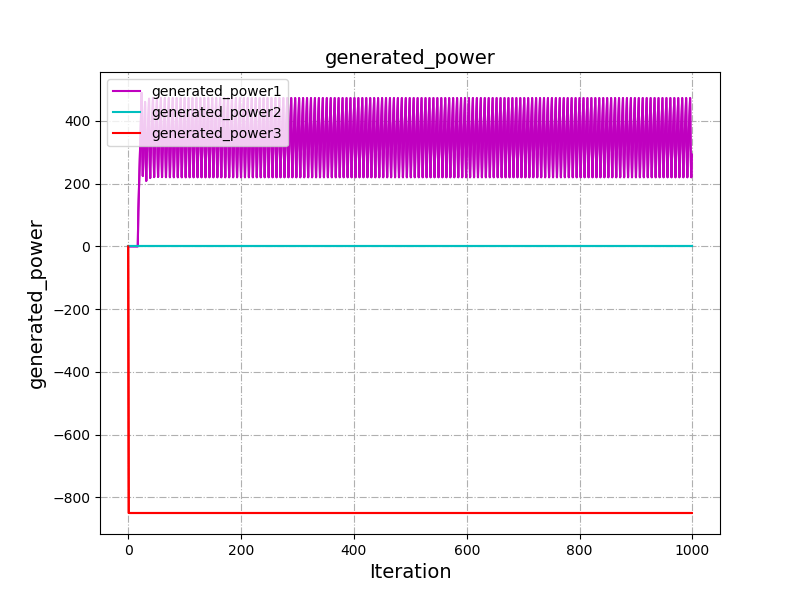 generated_power
generated_power1
generated_power2
generated_power3
400
200
0
−200
−400
−600
−800
generated_power
0
200
400
600
800
1000
Iteration